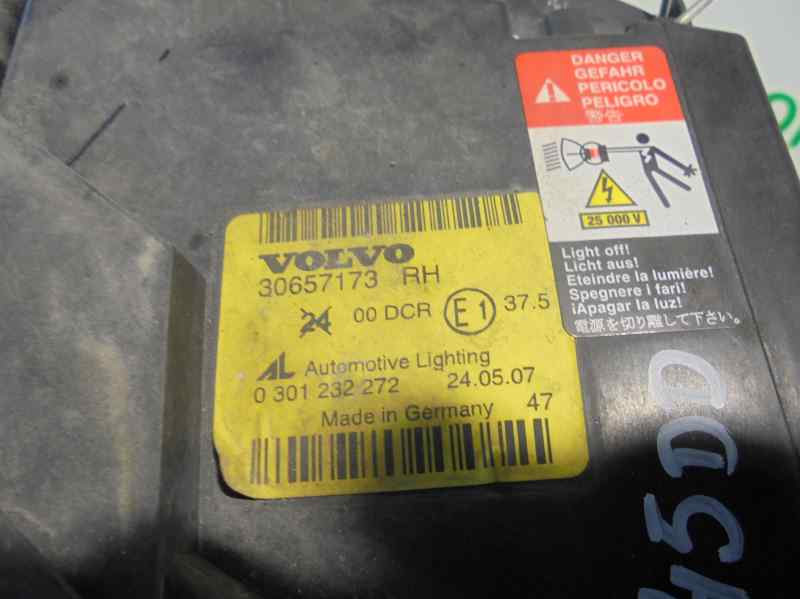 DANGER
GEFAHR
PERICOLO
PELIGRO
警告
25 000 V
Light off!
Licht aus!
Eteindre la lumière!
Spegnere i fari!
¡Apagar la luz!
電源を切り離して下さい。
VOLVO
30657173 RH
24 00 DCR E1 37.5
AL Automotive Lighting
0 301 232 272 24.05.07
Made in Germany 47